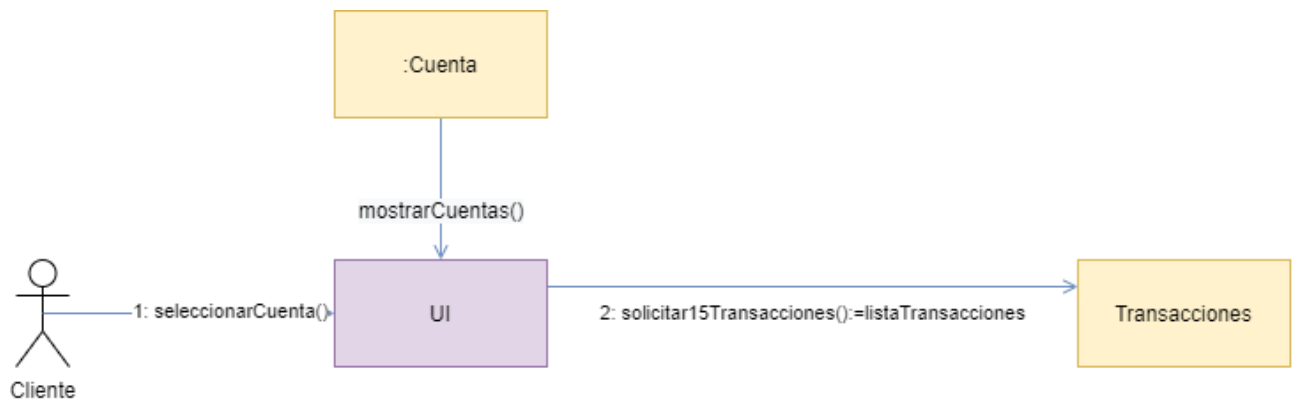 :Cuenta
mostrarCuentas()
1: seleccionarCuenta()
UI
2: solicitar15Transacciones():=listaTransacciones
Transacciones
Cliente